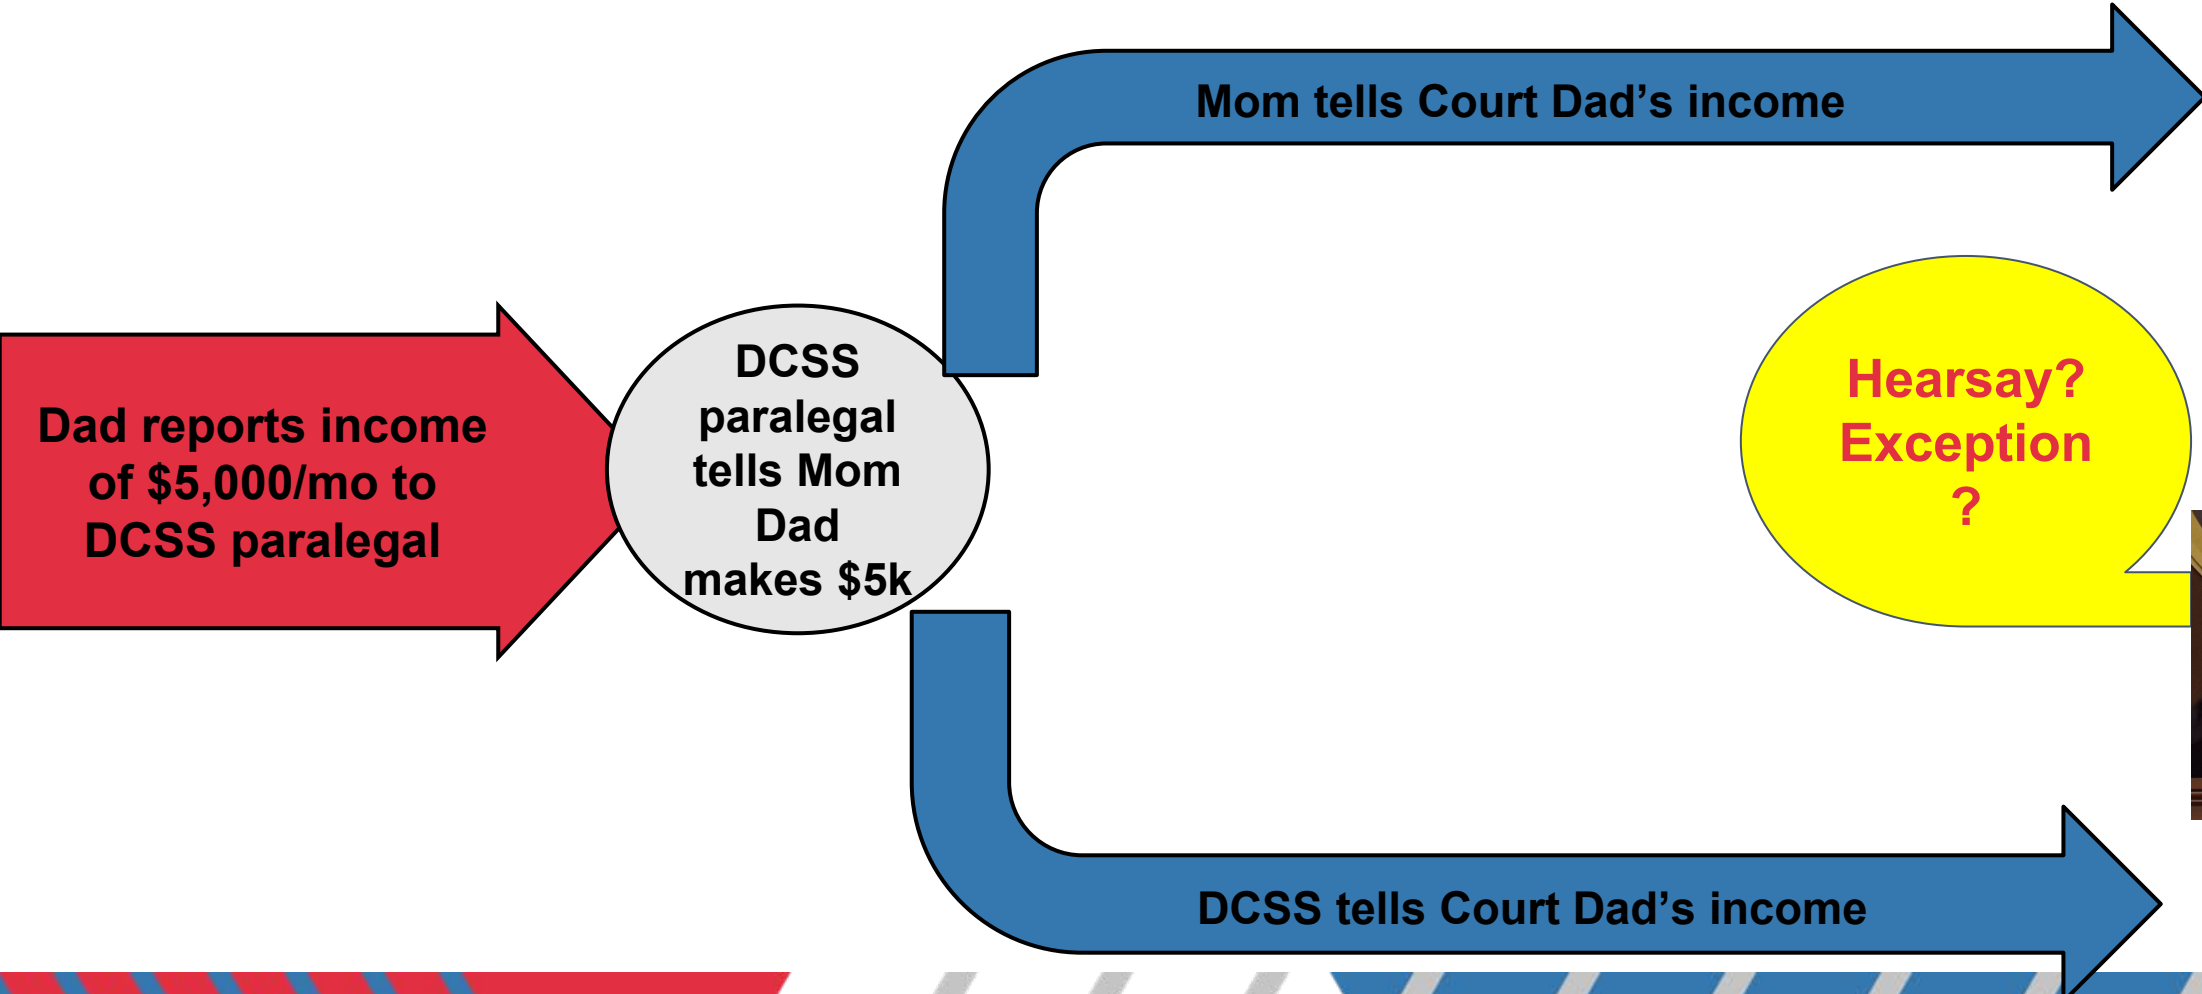 Mom tells Court Dad’s income
Dad reports income
of $5,000/mo to
DCSS paralegal
DCSS
paralegal
tells Mom
Dad
makes $5k
Hearsay?
Exception
?
DCSS tells Court Dad’s income